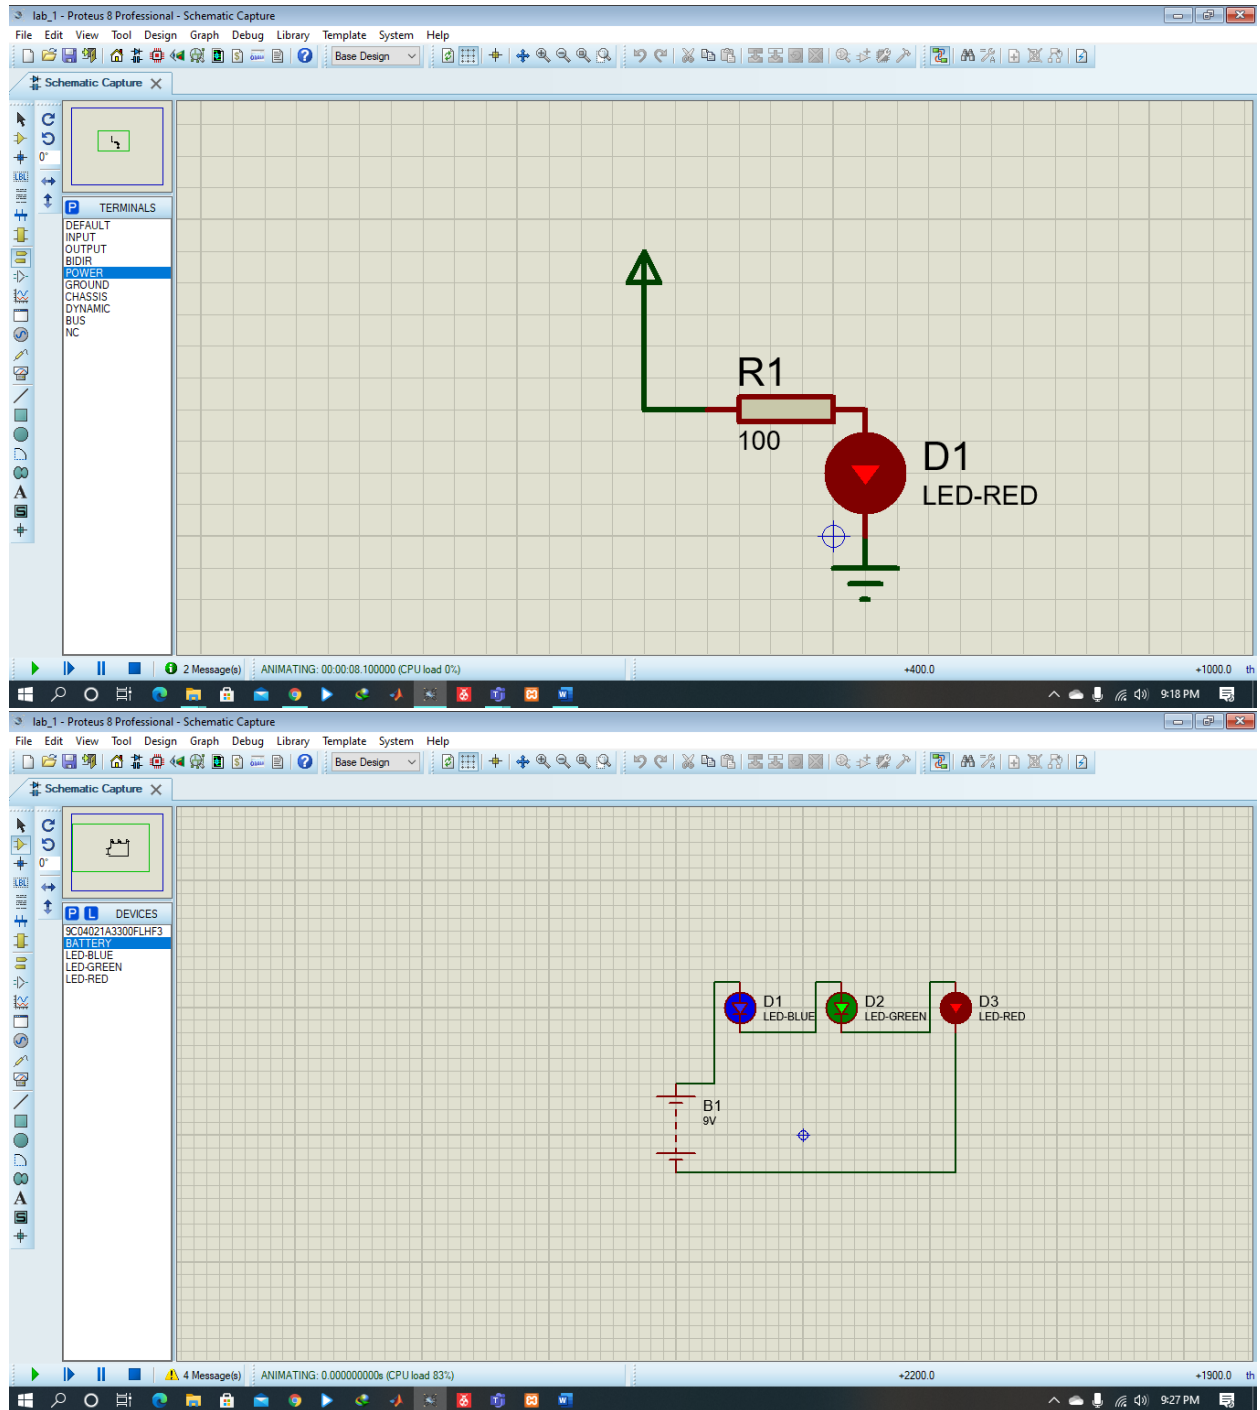 lab_1 - Proteus 8 Professional - Schematic Capture
File Edit View Tool Design Graph Debug Library Template System Help
Base Design
Schematic Capture
0°
LBL
P TERMINALS
DEFAULT
INPUT
OUTPUT
BIDIR
POWER
GROUND
CHASSIS
DYNAMIC
BUS
NC
A
S
R1
100
D1
LED-RED
2 Message(s) ANIMATING: 00:00:08.100000 (CPU load 0%) +400.0 +1000.0 th
9:18 PM
lab_1 - Proteus 8 Professional - Schematic Capture
File Edit View Tool Design Graph Debug Library Template System Help
Base Design
Schematic Capture
0°
LBL
P L DEVICES
9C04021A3300FLHF3
BATTERY
LED-BLUE
LED-GREEN
LED-RED
A
S
D1
LED-BLUE
D2
LED-GREEN
D3
LED-RED
B1
9V
4 Message(s) ANIMATING: 0.000000000s (CPU load 83%) +2200.0 +1900.0 th
9:27 PM